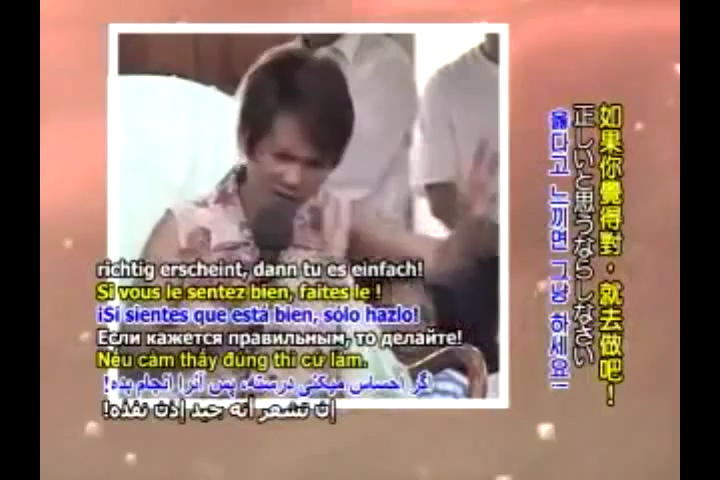 richtig erscheint, dann tu es einfach!
Si vous le sentez bien, faites le !
¡Si sientes que está bien, sólo hazlo!
Если кажется правильным, то делайте!
Nếu cảm thấy đúng thì cứ làm.
اگر احساس میکنی درسته، پس آنرا انجام بده!
إن تشعر أنه جيد إذن نفذه!
如果你覺得對，就去做吧！
正しいと思うならしなさい
옳다고 느끼면 그냥 하세요!